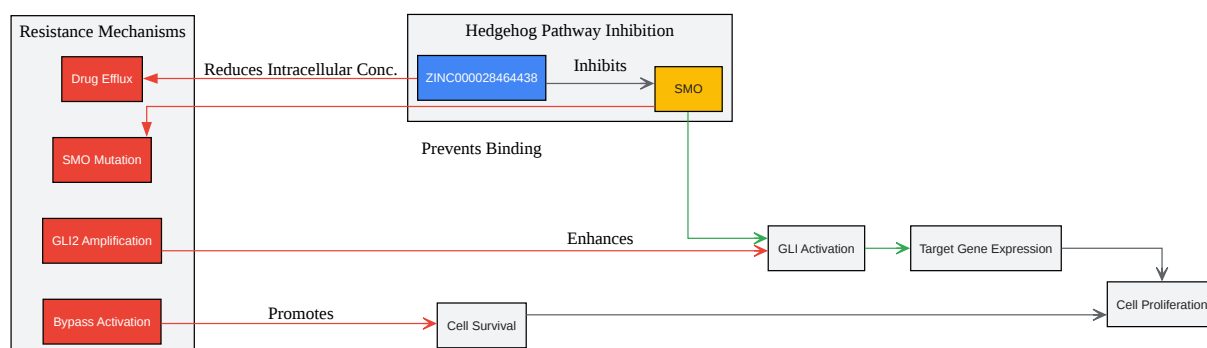 Resistance Mechanisms
Hedgehog Pathway Inhibition
Drug Efflux
Reduces Intracellular Conc.
ZINC000028464438
Inhibits
SMO
SMO Mutation
Prevents Binding
GLI2 Amplification
Enhances
GLI Activation
Target Gene Expression
Bypass Activation
Promotes
Cell Survival
Cell Proliferation